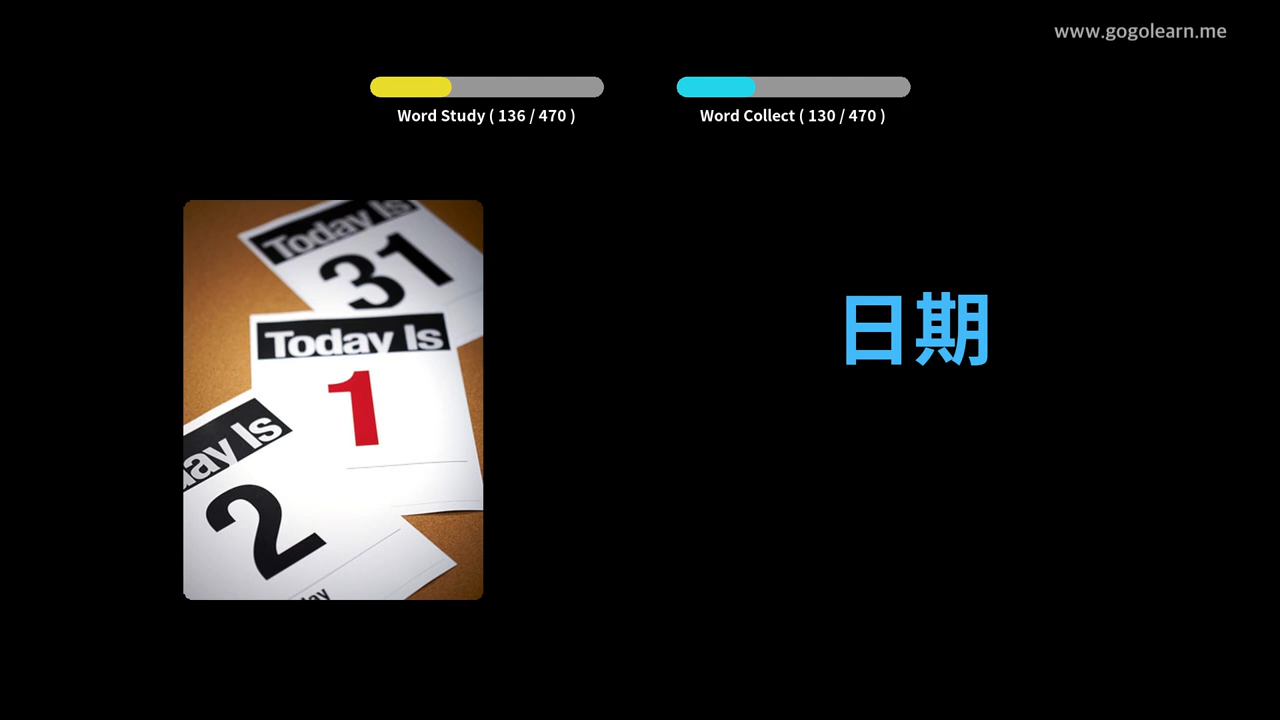 www.gogolearn.me
Word Study ( 136 / 470 )
Word Collect ( 130 / 470 )
Today Is
31
Today Is
1
ay Is
2
日期